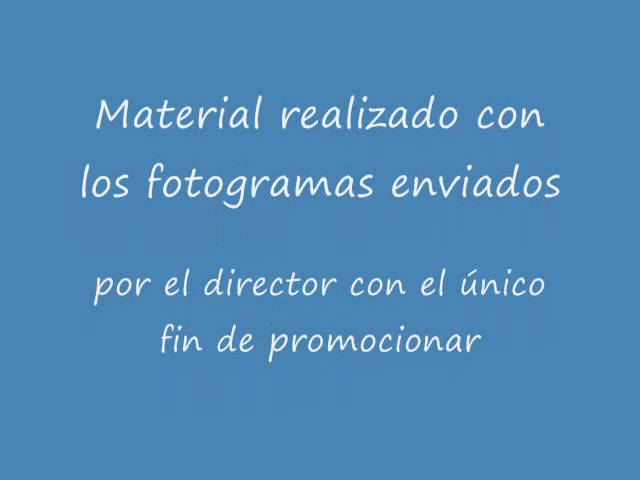 Material realizado con
los fotogramas enviados
por el director con el único
fin de promocionar